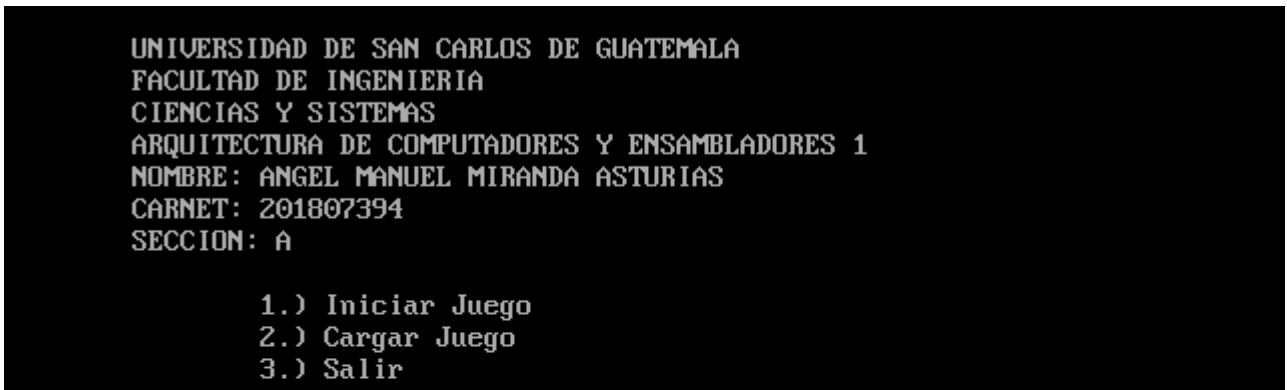 UNIVERSIDAD DE SAN CARLOS DE GUATEMALA
FACULTAD DE INGENIERIA
CIENCIAS Y SISTEMAS
ARQUITECTURA DE COMPUTADORES Y ENSAMBLADORES 1
NOMBRE: ANGEL MANUEL MIRANDA ASTURIAS
CARNET: 201807394
SECCION: A
1.) Iniciar Juego
2.) Cargar Juego
3.) Salir